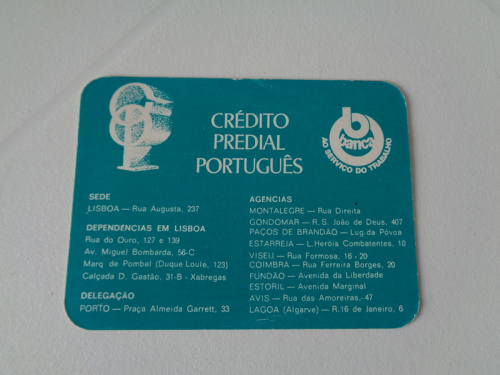 CRÉDITO
PREDIAL
PORTUGUÊS
b
banca
AO SERVIÇO DO TRABALHO
SEDE
LISBOA — Rua Augusta, 237
DEPENDÊNCIAS EM LISBOA
Rua do Ouro, 127 e 139
Av. Miguel Bombarda, 56-C
Marq. de Pombal (Duque Loulé, 123)
Calçada D. Gastão, 31-B - Xabregas
DELEGAÇÃO
PORTO — Praça Almeida Garrett, 33
AGENCIAS
MONTALEGRE — Rua Direita
GONDOMAR — R. S. João de Deus, 407
PAÇOS DE BRANDÃO — Lug. da Póvoa
ESTARREJA — L. Heróis Combatentes, 10
VISEU — Rua Formosa, 16 - 20
COIMBRA — Rua Ferreira Borges, 20
FUNDÃO — Avenida da Liberdade
ESTORIL — Avenida Marginal
AVIS — Rua das Amoreiras, 47
LAGOA (Algarve) — R. 16 de Janeiro, 6